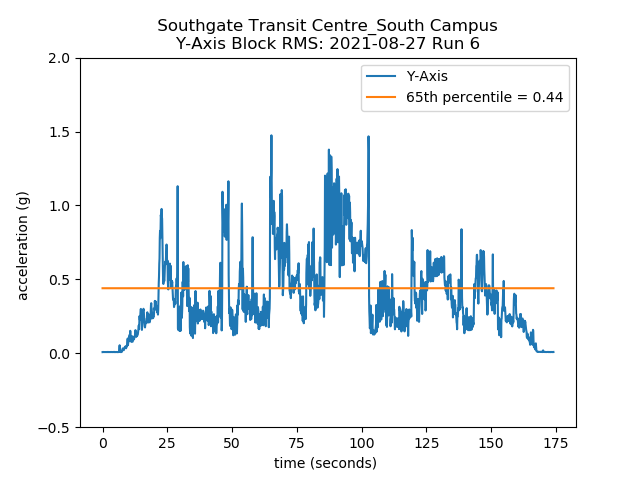 Southgate Transit Centre_South Campus
Y-Axis Block RMS: 2021-08-27 Run 6
2.0
Y-Axis
65th percentile = 0.44
1.5
1.0
0.5
0.0
−0.5
acceleration (g)
0 25 50 75 100 125 150 175
time (seconds)